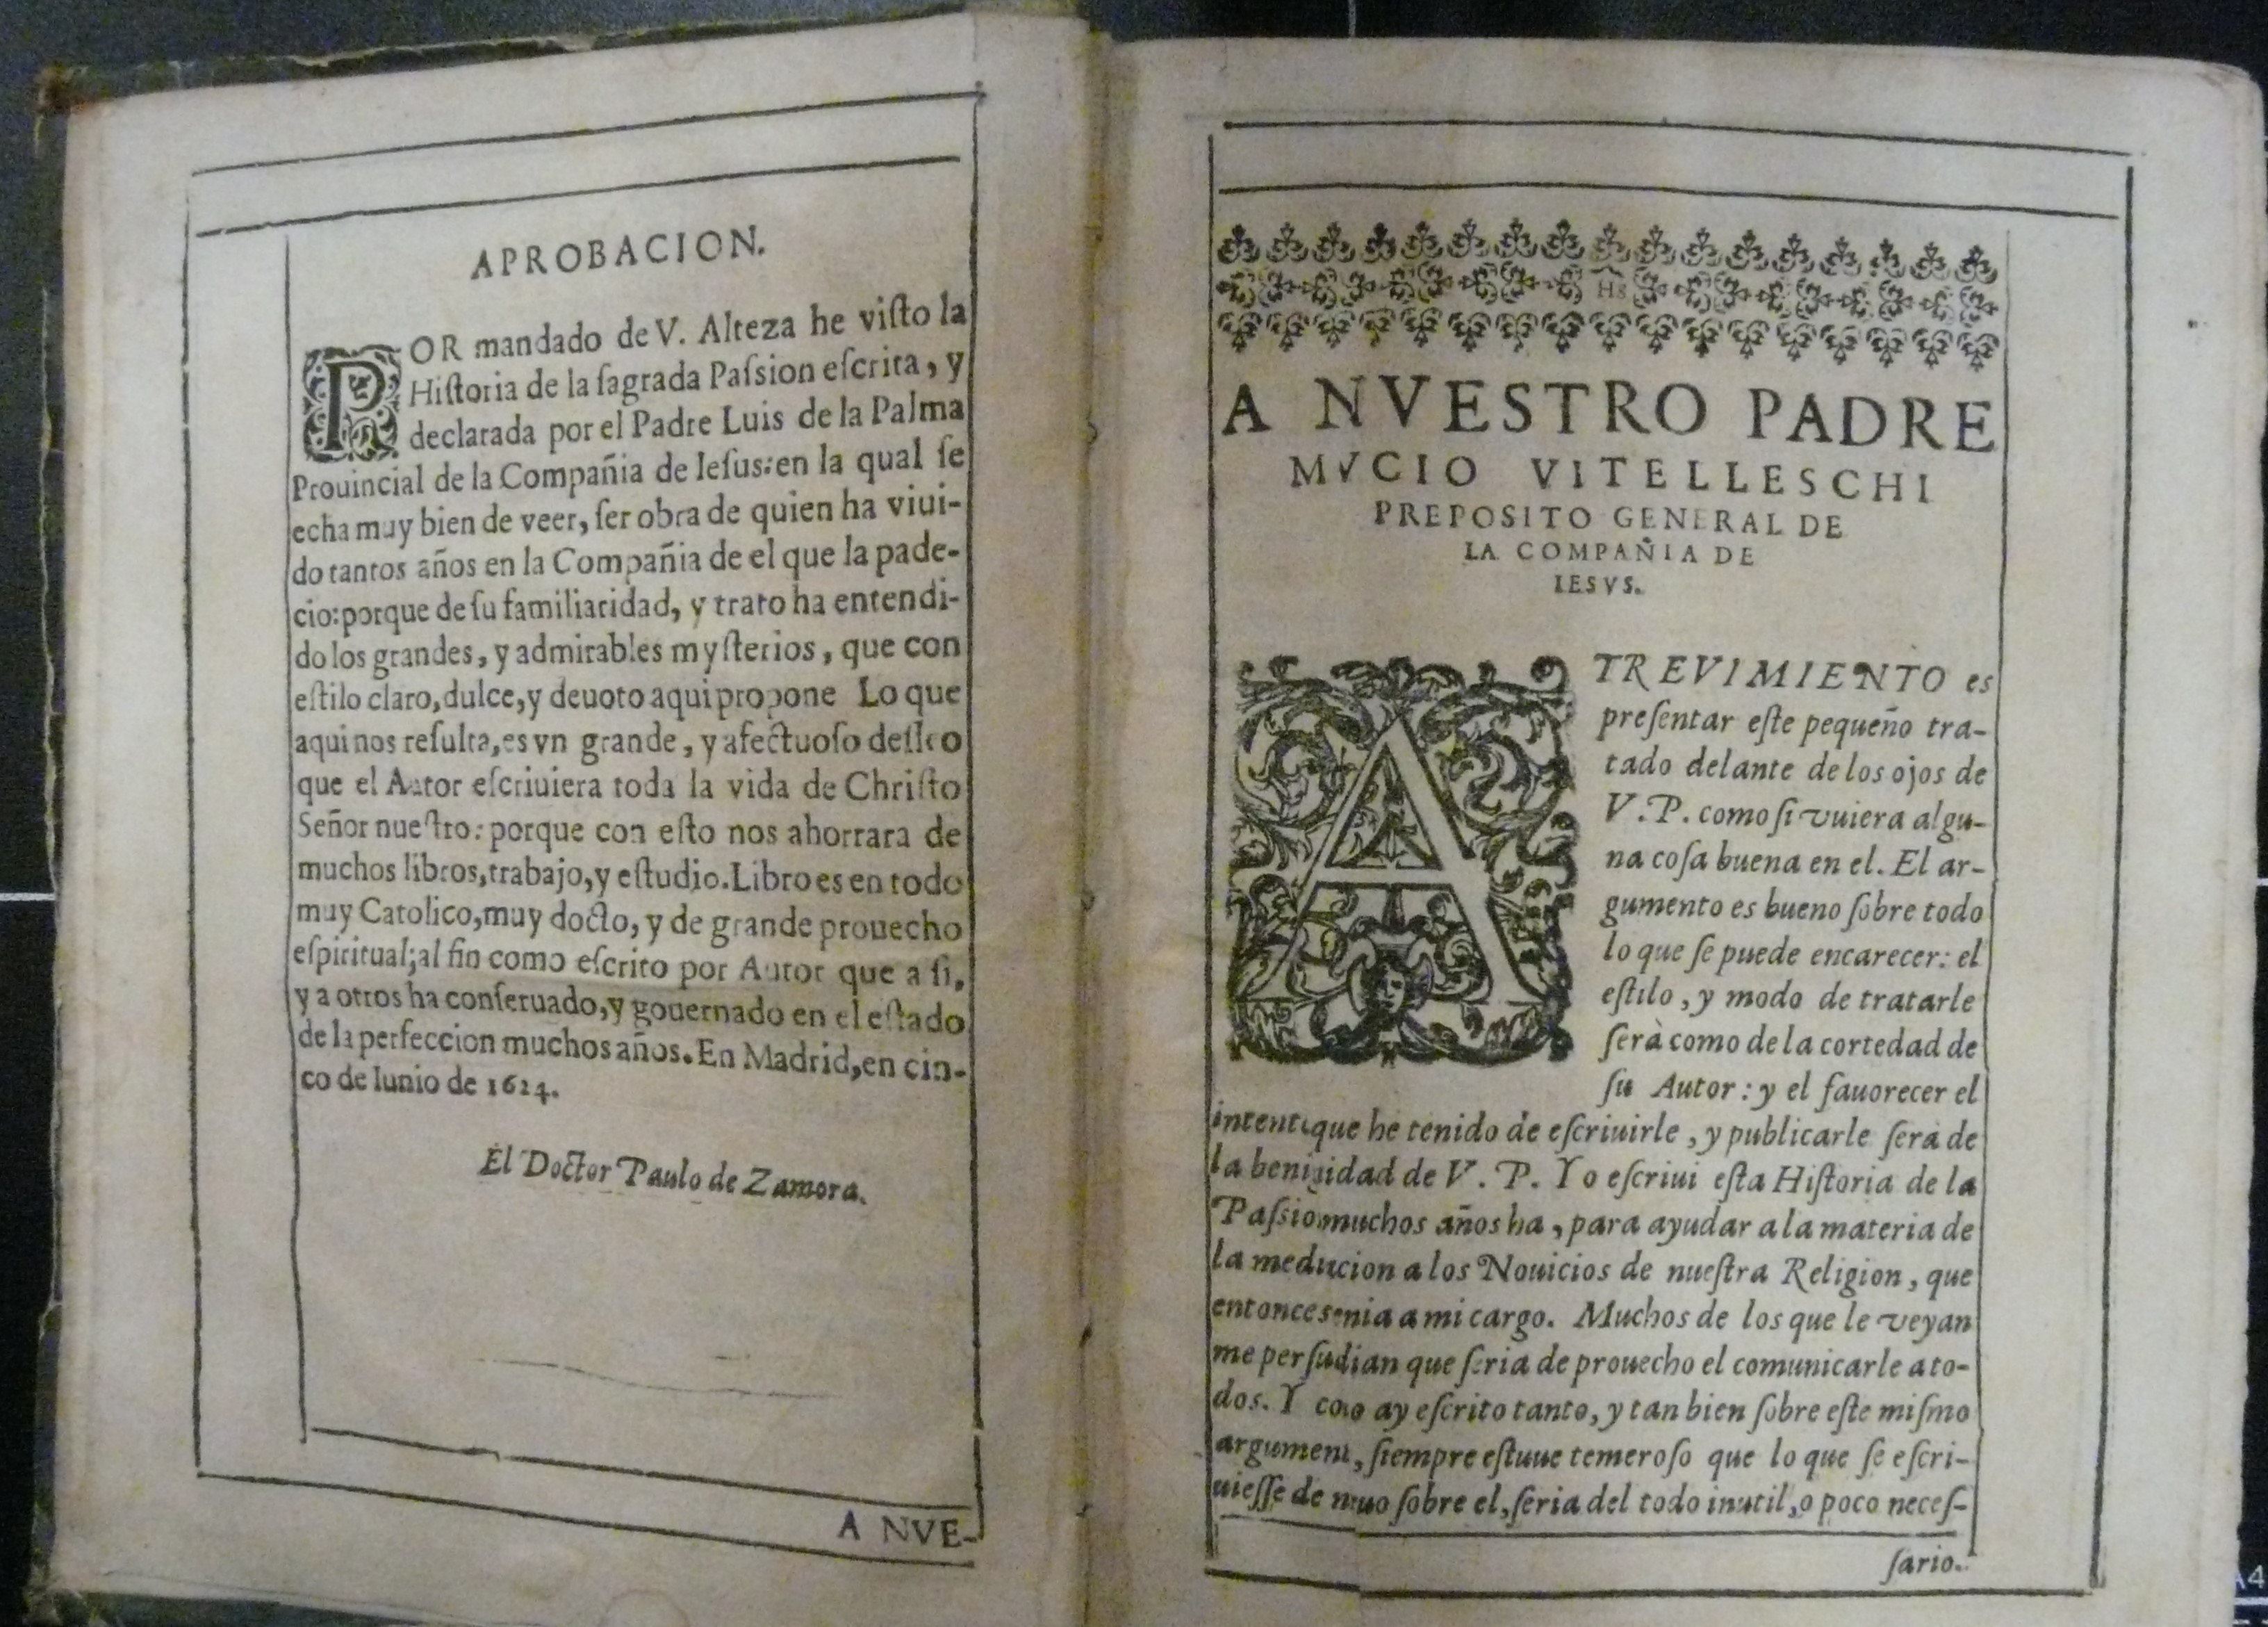 APROBACION.
POR mandado de V. Alteza he viſto la
Hiſtoria de la ſagrada Paſsion eſcrita, y
declarada por el Padre Luis de la Palma
Prouincial de la Compañia de Ieſus: en la qual ſe
echa muy bien de veer, ſer obra de quien ha viui-
do tantos años en la Compañia de el que la pade-
cio: porque de ſu familiaridad, y trato ha entendi-
do los grandes, y admirables myſterios, que con
eſtilo claro, dulce, y deuoto aqui propone Lo que
aqui nos reſulta, es vn grande, y afectuoſo deſſeo
que el Autor eſcriuiera toda la vida de Chriſto
Señor nueſtro: porque con eſto nos ahorrara de
muchos libros, trabajo, y eſtudio. Libro es en todo
muy Catolico, muy docto, y de grande prouecho
eſpiritual; al fin como eſcrito por Autor que a ſi,
y a otros ha conſeruado, y gouernado en el eſtado
de la perfeccion muchos años. En Madrid, en cin-
co de Iunio de 1624.
El Doctor Paulo de Zamora.
A NVE-
A NVESTRO PADRE
MVCIO VITELLESCHI
PREPOSITO GENERAL DE
LA COMPAÑIA DE
IESVS.
ATREVIMIENTO es
preſentar eſte pequeño tra-
tado delante de los ojos de
V. P. como ſi vuiera algu-
na coſa buena en el. El ar-
gumento es bueno ſobre todo
lo que ſe puede encarecer: el
eſtilo, y modo de tratarle
ſerà como de la cortedad de
ſu Autor: y el fauorecer el
que he tenido de eſcriuirle, y publicarle ſerà de
la benignidad de V. P. Yo eſcriui eſta Hiſtoria de la
Paſsion muchos años ha, para ayudar a la materia de
la meditacion a los Nouicios de nueſtra Religion, que
entonces tenia a mi cargo. Muchos de los que le veyan
me perſuadian que ſeria de prouecho el comunicarle a to-
dos. Y como ay eſcrito tanto, y tan bien ſobre eſte miſmo
argumento, ſiempre eſtuue temeroſo que lo que ſe eſcri-
uieſſe de nueuo ſobre el, ſeria del todo inutil, o poco neceſ-
ſario.